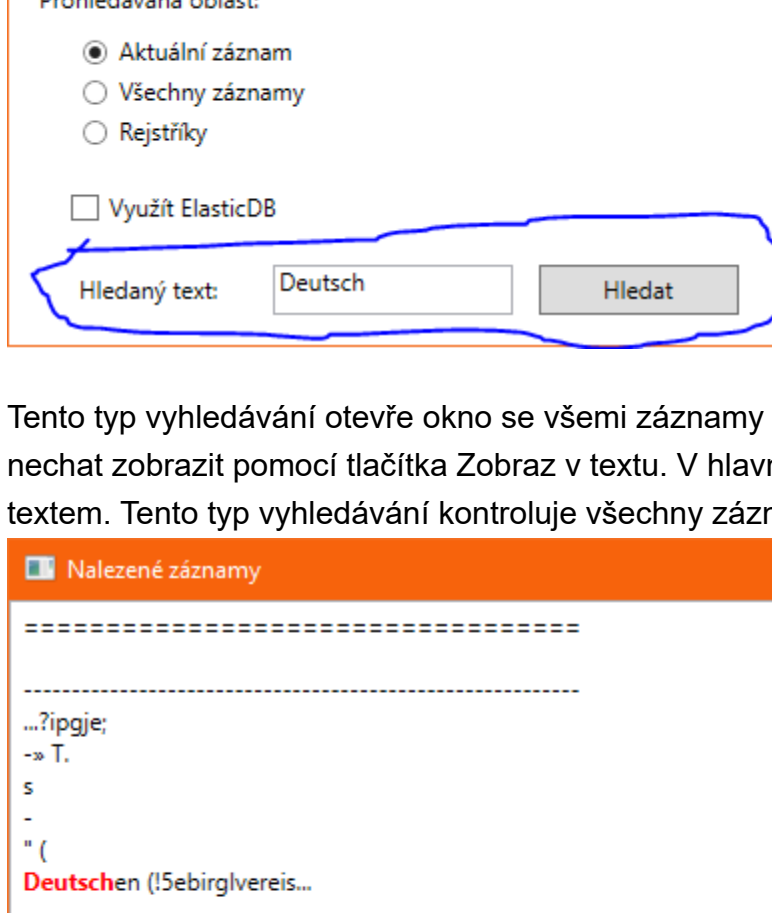 Prohledávaná oblast:
Aktuální záznam
Všechny záznamy
Rejstříky
Využít ElasticDB
Hledaný text: Deutsch Hledat
Tento typ vyhledávání otevře okno se všemi záznamy
nechat zobrazit pomocí tlačítka Zobraz v textu. V
textem. Tento typ vyhledávání kontroluje všechny
Nalezené záznamy
==================================
----------------------------------------------------------
...?ipgje;
-» T.
s
-
" (
Deutschen (!5ebirglvereis...